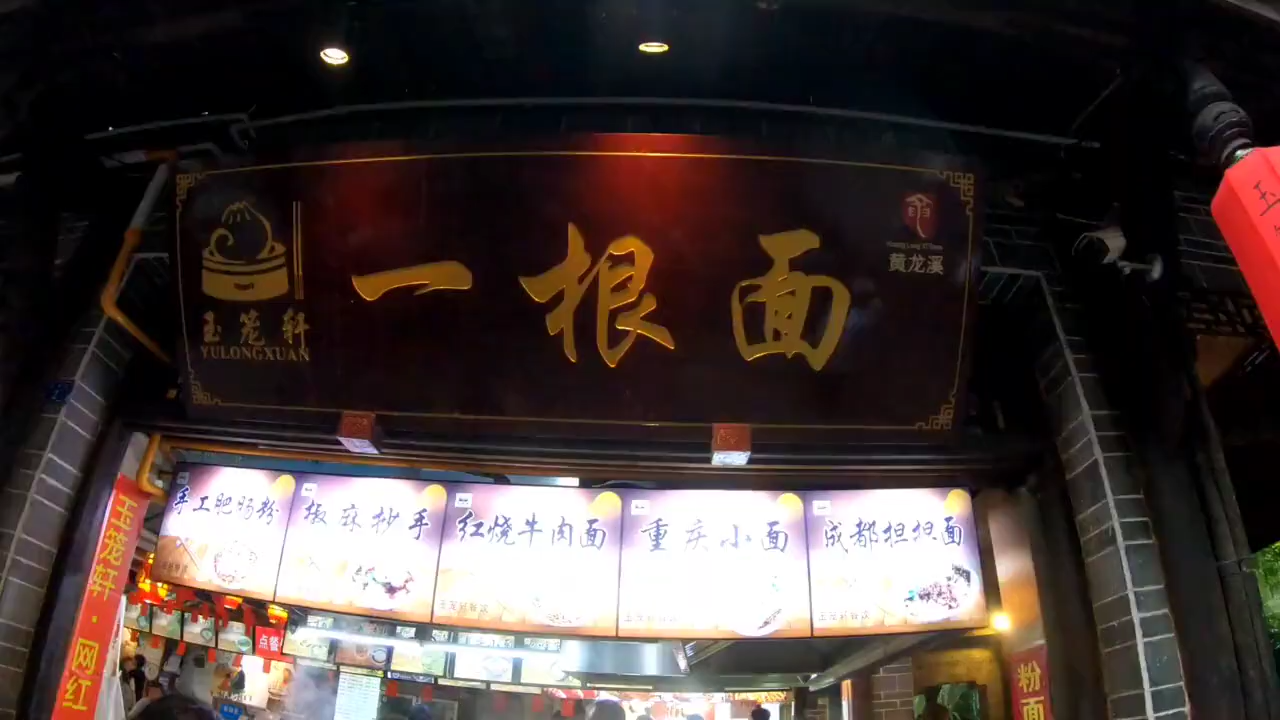 一根面
玉笼轩
YULONGXUAN
黄龙溪
手工肥肠粉
椒麻抄手
红烧牛肉面
重庆小面
成都担担面
玉笼轩·网红
点餐
粉面
玉